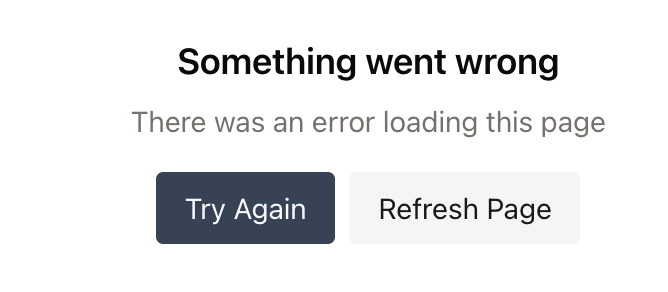 Something went wrong
There was an error loading this page
Try Again
Refresh Page